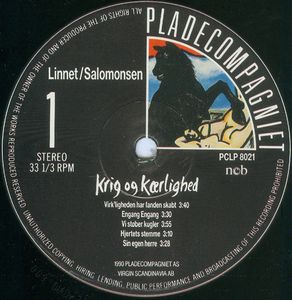 PLADECOMPAGNIET
ALL RIGHTS OF THE PRODUCER AND OF THE OWNER OF THE WORKS REPRODUCED RESERVED. UNAUTHORIZED COPYING, HIRING, LENDING, PUBLIC PERFORMANCE AND BROADCASTING OF THIS RECORDING PROHIBITED
Linnet/Salomonsen
1
STEREO
33 1/3 RPM
PCLP 8021
ncb
Krig og Kærlighed
Virk'ligheden har fanden skabt 3:40
Engang Engang 3:30
Vi støber kugler 3:50
Hjertets stemme 3:10
Sin egen herre 3:28
1990 PLADECOMPAGNIET AS
VIRGIN SCANDINAVIA AB